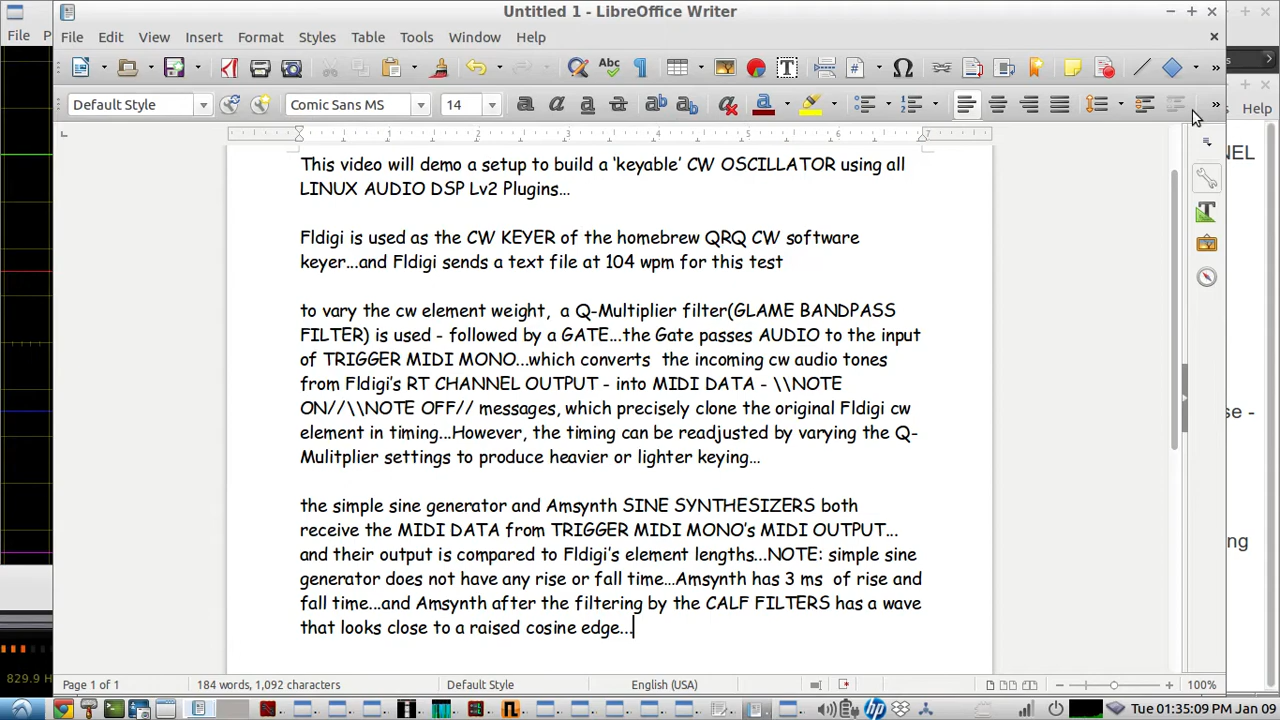 Untitled 1 - LibreOffice Writer
File Edit View Insert Format Styles Table Tools Window Help
File
Default Style
Comic Sans MS
14
Help
This video will demo a setup to build a ‘keyable’ CW OSCILLATOR using all
LINUX AUDIO DSP Lv2 Plugins...
Fldigi is used as the CW KEYER of the homebrew QRQ CW software
keyer...and Fldigi sends a text file at 104 wpm for this test
to vary the cw element weight,  a Q-Multiplier filter(GLAME BANDPASS
FILTER) is used - followed by a GATE...the Gate passes AUDIO to the input
of TRIGGER MIDI MONO...which converts  the incoming cw audio tones
from Fldigi’s RT CHANNEL OUTPUT - into MIDI DATA - \\NOTE
ON//\\NOTE OFF// messages, which precisely clone the original Fldigi cw
element in timing...However, the timing can be readjusted by varying the Q-
Mulitplier settings to produce heavier or lighter keying...
the simple sine generator and Amsynth SINE SYNTHESIZERS both
receive the MIDI DATA from TRIGGER MIDI MONO’s MIDI OUTPUT...
and their output is compared to Fldigi’s element lengths...NOTE: simple sine
generator does not have any rise or fall time...Amsynth has 3 ms  of rise and
fall time...and Amsynth after the filtering by the CALF FILTERS has a wave
that looks close to a raised cosine edge...
829.9
Page 1 of 1
184 words, 1,092 characters
Default Style
English (USA)
100%
Tue 01:35:09 PM Jan 09